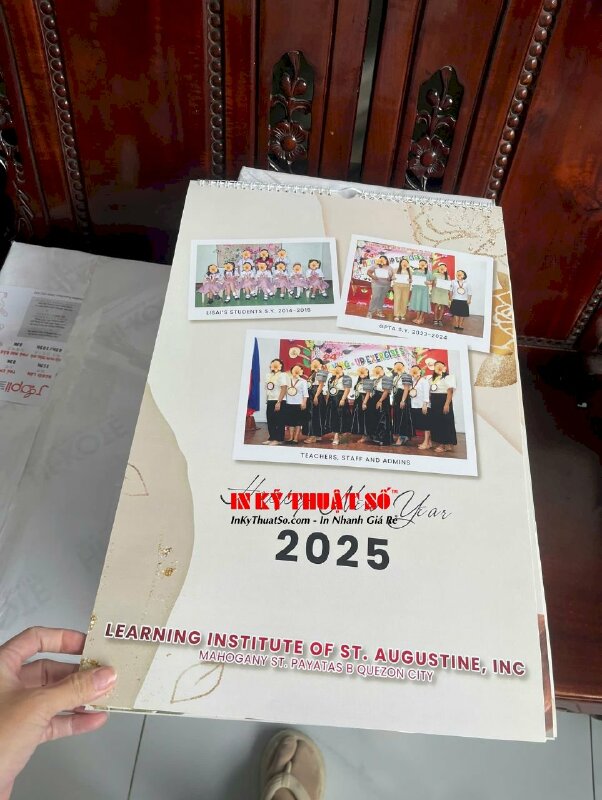 LISAI'S STUDENTS S.Y. 2014-2015
GPTA S.Y. 2023-2024
TEACHERS, STAFF AND ADMINS
Happy New Year
IN KỸ THUẬT SỐ™
InKyThuatSo.com - In Nhanh Giá Rẻ
2025
LEARNING INSTITUTE OF ST. AUGUSTINE, INC
MAHOGANY ST. PAYATAS B QUEZON CITY